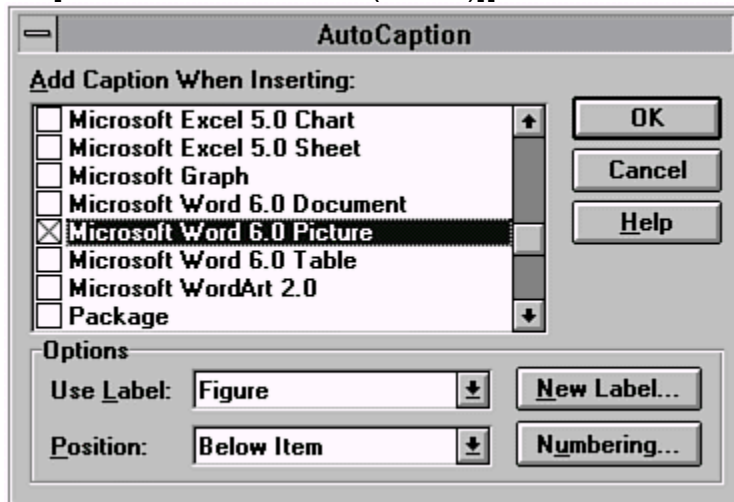 AutoCaption
Add Caption When Inserting:
Microsoft Excel 5.0 Chart
Microsoft Excel 5.0 Sheet
Microsoft Graph
Microsoft Word 6.0 Document
Microsoft Word 6.0 Picture
Microsoft Word 6.0 Table
Microsoft WordArt 2.0
Package
OK
Cancel
Help
Options
Use Label: Figure New Label...
Position: Below Item Numbering...